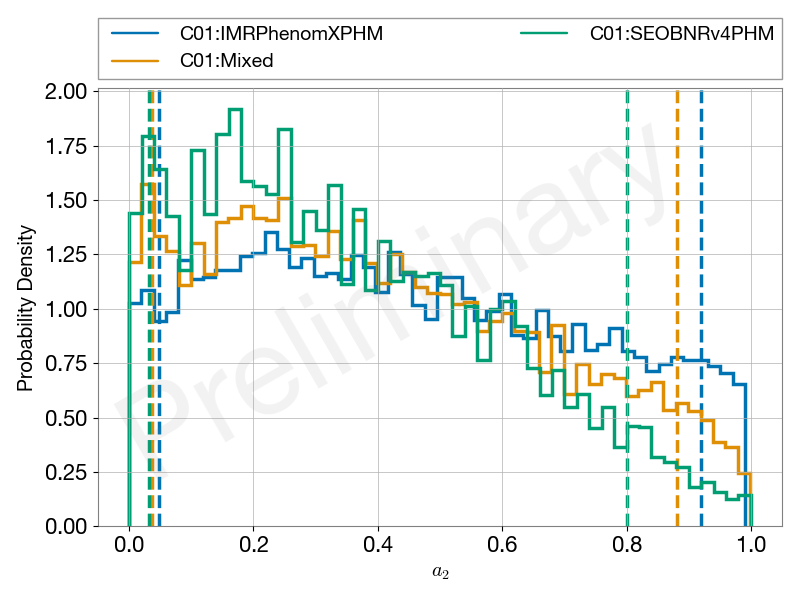 C01:IMRPhenomXPHM
C01:Mixed
C01:SEOBNRv4PHM
Probability Density
2.00
1.75
1.50
1.25
1.00
0.75
0.50
0.25
0.00
Preliminary
0.0 0.2 0.4 0.6 0.8 1.0
a₂